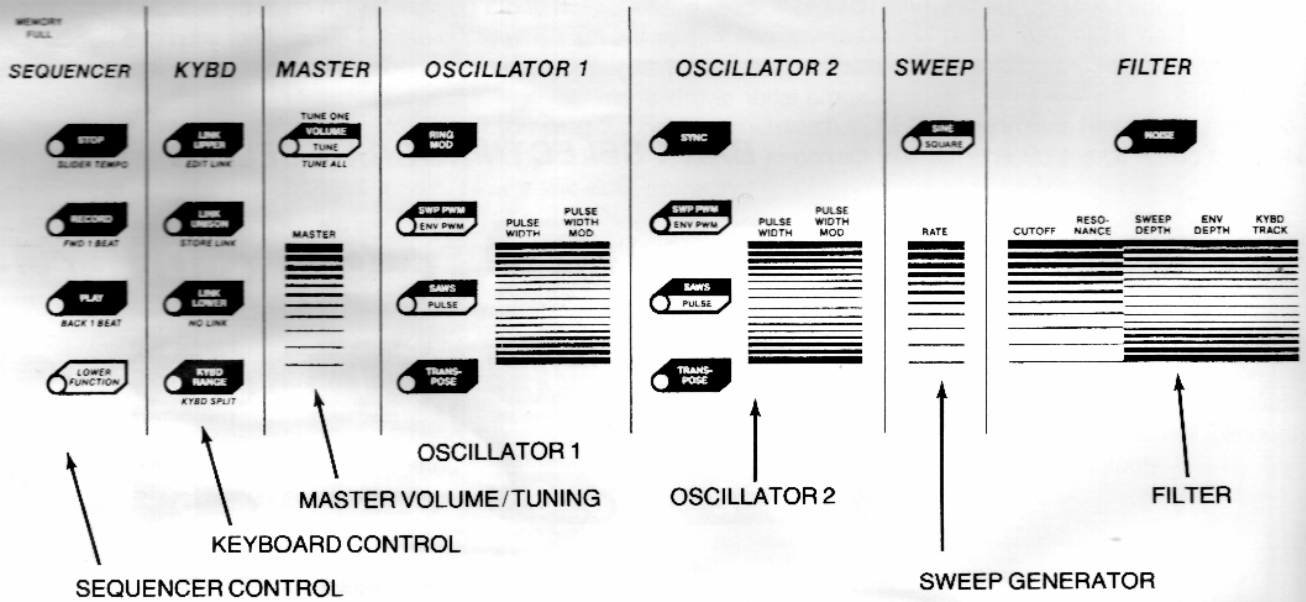 MEMORY
FULL
SEQUENCER
KYBD
MASTER
OSCILLATOR 1
OSCILLATOR 2
SWEEP
FILTER
STOP
SLIDER TEMPO
RECORD
FWD 1 BEAT
PLAY
BACK 1 BEAT
LOWER
FUNCTION
LINK
UPPER
EDIT LINK
LINK
UNISON
STORE LINK
LINK
LOWER
NO LINK
KYBD
RANGE
KYBD SPLIT
TUNE ONE
VOLUME
TUNE
TUNE ALL
MASTER
RING
MOD
SWP PWM
ENV PWM
SAWS
PULSE
TRANS-
POSE
PULSE
WIDTH
PULSE
WIDTH
MOD
SYNC
SWP PWM
ENV PWM
SAWS
PULSE
TRANS-
POSE
PULSE
WIDTH
PULSE
WIDTH
MOD
SINE
SQUARE
RATE
NOISE
CUTOFF
RESO-
NANCE
SWEEP
DEPTH
ENV
DEPTH
KYBD
TRACK
OSCILLATOR 1
MASTER VOLUME/TUNING
OSCILLATOR 2
FILTER
KEYBOARD CONTROL
SEQUENCER CONTROL
SWEEP GENERATOR